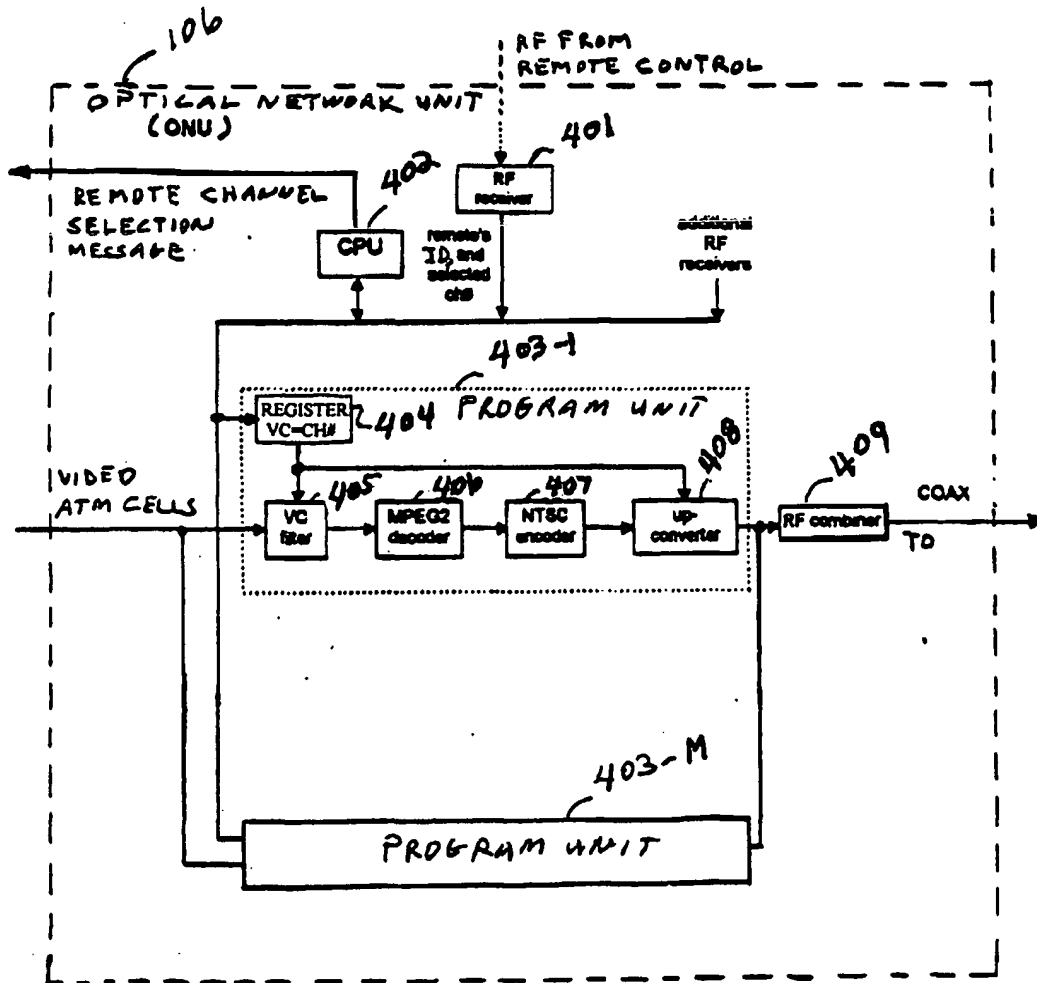 106
RF FROM
REMOTE CONTROL
OPTICAL NETWORK UNIT
(ONU)
401
402
RF
receiver
REMOTE CHANNEL
SELECTION
MESSAGE
CPU
remote's
ID, and
selected
ch#
additional
RF
receivers
403-1
REGISTER
VC=CH#
404
PROGRAM UNIT
408
409
VIDEO
ATM CELLS
405
406
407
VC
filter
MPEG2
decoder
NTSC
encoder
up-
converter
RF combiner
COAX
TO
403-M
PROGRAM UNIT